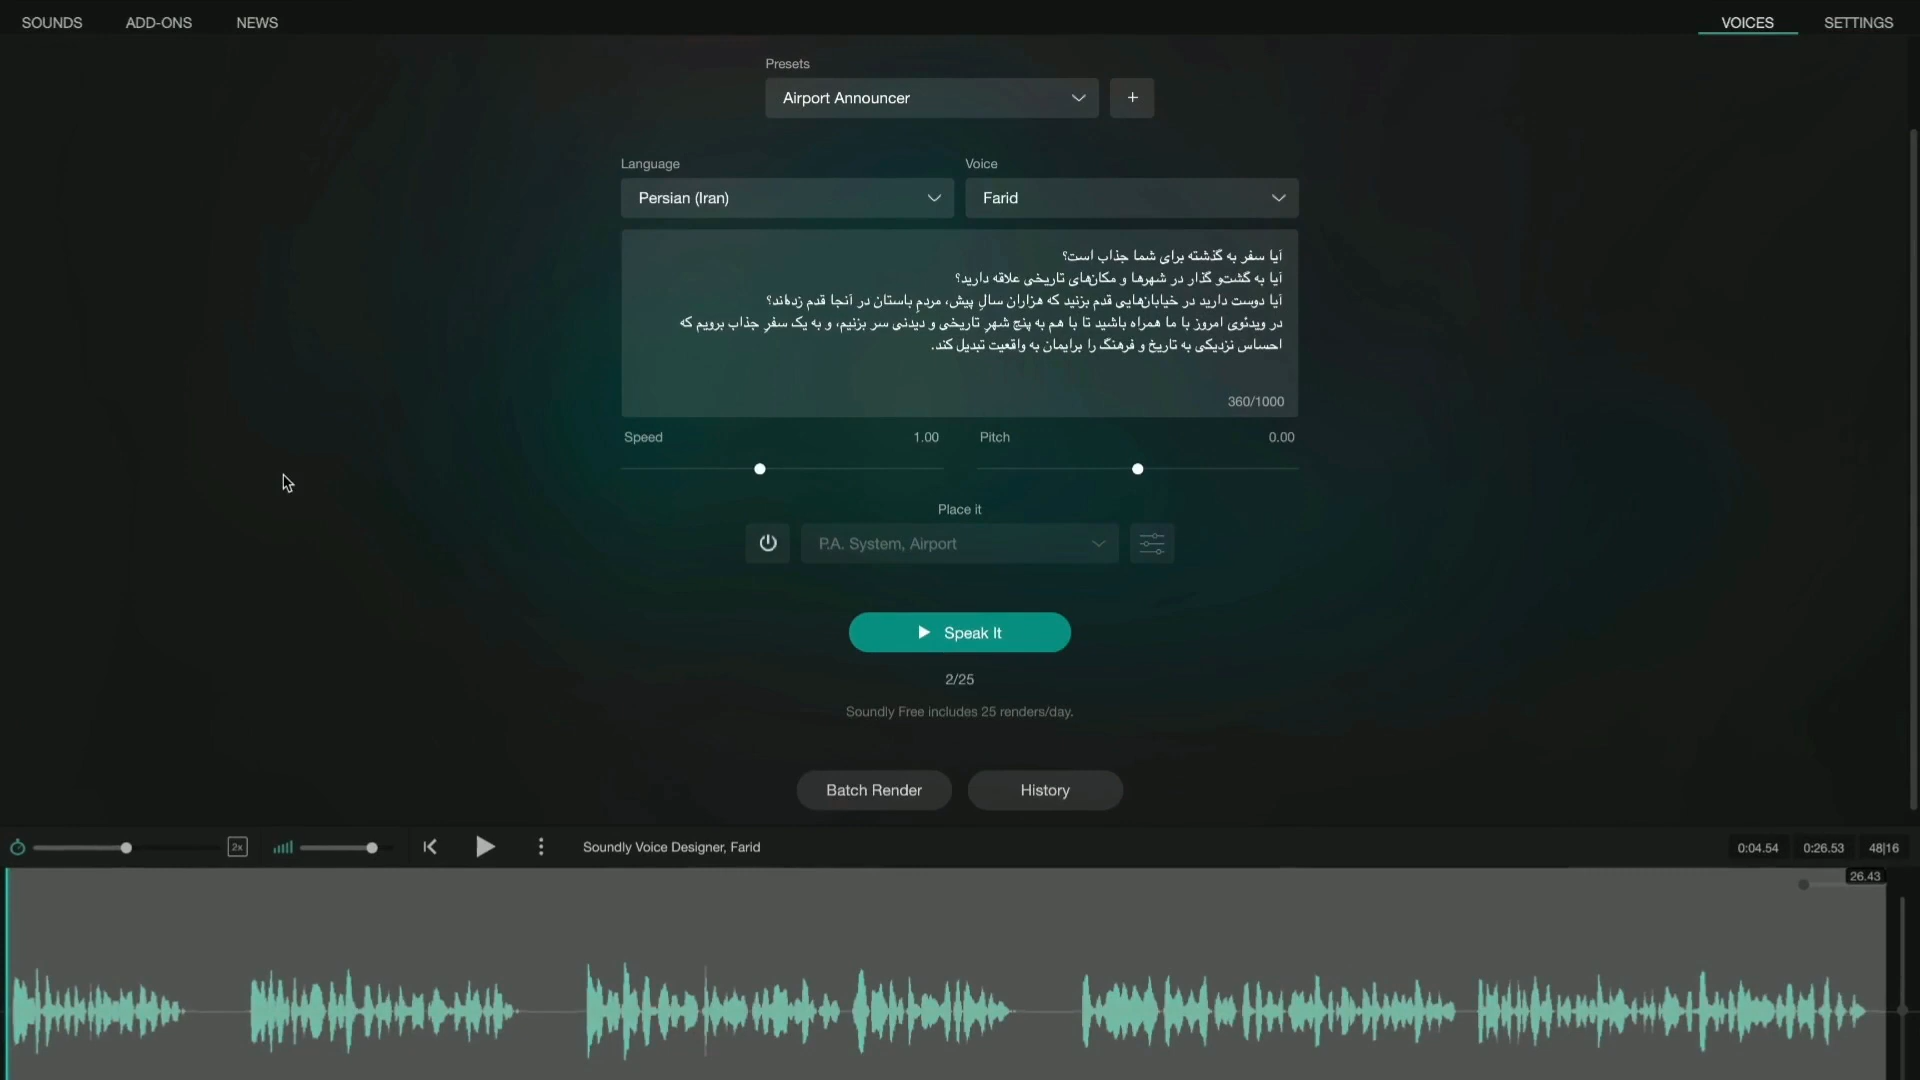 SOUNDS ADD-ONS NEWS VOICES SETTINGS
Presets
Airport Announcer +
Language Voice
Persian (Iran) Farid
آیا سفر به گذشته برای شما جذاب است؟
آیا به گشت‌و گذار در شهرها و مکان‌های تاریخی علاقه دارید؟
آیا دوست دارید در خیابان‌هایی قدم بزنید که هزاران سالِ پیش، مردمِ باستان در آنجا قدم زده‌اند؟
در ویدئوی امروز با ما همراه باشید تا با هم به پنج شهرِ تاریخی و دیدنی سر بزنیم، و به یک سفرِ جذاب برویم که
احساس نزدیکی به تاریخ و فرهنگ را برایمان به واقعیت تبدیل کند.
360/1000
Speed 1.00 Pitch 0.00
Place it
P.A. System, Airport
Speak It
2/25
Soundly Free includes 25 renders/day.
Batch Render History
2x Soundly Voice Designer, Farid 0:04.54 0:26.53 48|16
26.43